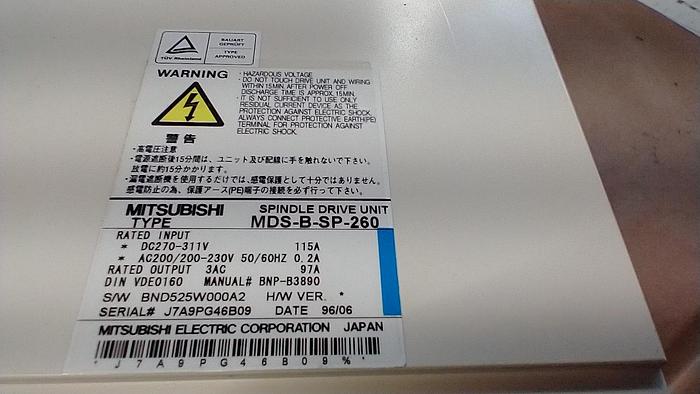 TÜV Rheinland
BAUART
GEPRÜFT
TYPE
APPROVED
WARNING
· HAZARDOUS VOLTAGE
· DO NOT TOUCH DRIVE UNIT AND WIRING
WITHIN 15MIN. AFTER POWER OFF
DISCHARGE TIME IS APPROX. 15MIN.
· IT IS NOT SUFFICIENT TO USE ONLY
RESIDUAL CURRENT DEVICE AS THE
PROTECTION AGAINST ELECTRIC SHOCK.
ALWAYS CONNECT PROTECTIVE EARTH(PE)
TERMINAL FOR PROTECTION AGAINST
ELECTRIC SHOCK.
警告
・高電圧注意
・電源遮断後15分間は、ユニット及び配線に手を触れないで下さい。
放電に約15分かかります。
・漏電遮断機を使用するだけでは、感電保護として十分ではありません。
感電防止の為、保護アース(PE)端子の接続を必ず行って下さい。
MITSUBISHI SPINDLE DRIVE UNIT
TYPE MDS-B-SP-260
RATED INPUT
* DC270-311V 115A
* AC200/200-230V 50/60HZ 0.2A
RATED OUTPUT 3AC 97A
DIN VDE0160 MANUAL# BNP-B3890
S/W BND525W000A2 H/W VER. *
SERIAL# J7A9PG46B09 DATE 96/06
MITSUBISHI ELECTRIC CORPORATION JAPAN
* J 7 A 9 P G 4 6 B 0 9 % *